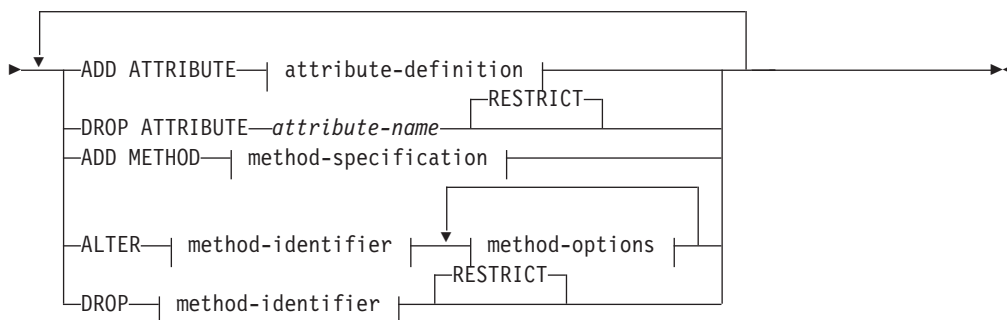 ADD ATTRIBUTE attribute-definition
RESTRICT
DROP ATTRIBUTE attribute-name
ADD METHOD method-specification
ALTER method-identifier method-options
RESTRICT
DROP method-identifier